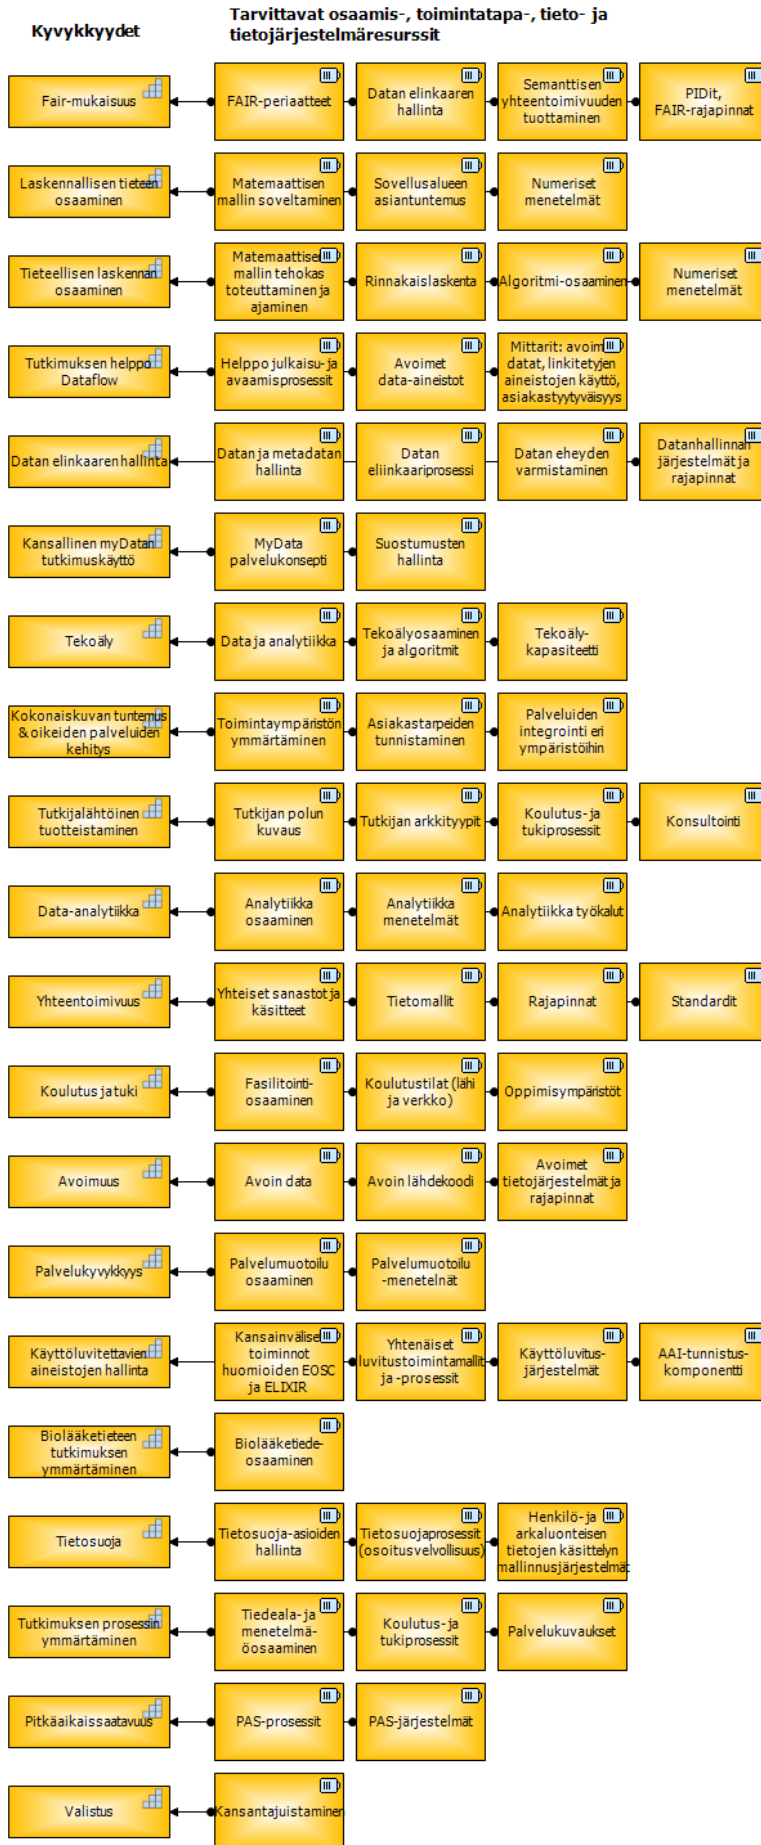 Kyvykkyydet
Tarvittavat osaamis-, toimintatapa-, tieto- ja
tietojärjestelmäresurssit
Fair-mukaisuus
FAIR-periaatteet
Datan elinkaaren
hallinta
Semanttisen
yhteentoimivuuden
tuottaminen
PIDit,
FAIR-rajapinnat
Laskennallisen tieteen
osaaminen
Matemaattisen
mallin soveltaminen
Sovellusalueen
asiantuntemus
Numeriset
menetelmät
Tieteellisen laskennan
osaaminen
Matemaattisen
mallin tehokas
toteuttaminen ja
ajaminen
Rinnakaislaskenta
Algoritmi-osaaminen
Numeriset
menetelmät
Tutkimuksen helppo
Dataflow
Helppo julkaisu- ja
avaamisprosessit
Avoimet
data-aineistot
Mittarit: avoimet
datat, linkitetyjen
aineistojen käyttö,
asiakastyytyväisyys
Datan elinkaaren hallinta
Datan ja metadatan
hallinta
Datan
eliinkaariprosessi
Datan eheyden
varmistaminen
Datanhallinnan
järjestelmät ja
rajapinnat
Kansallinen myDatan
tutkimuskäyttö
MyData
palvelukonsepti
Suostumusten
hallinta
Tekoäly
Data ja analytiikka
Tekoälyosaaminen
ja algoritmit
Tekoäly-
kapasiteetti
Kokonaiskuvan tuntemus
& oikeiden palveluiden
kehitys
Toimintaympäristön
ymmärtäminen
Asiakastarpeiden
tunnistaminen
Palveluiden
integrointi eri
ympäristöihin
Tutkijalähtöinen
tuotteistaminen
Tutkijan polun
kuvaus
Tutkijan arkkityypit
Koulutus- ja
tukiprosessit
Konsultointi
Data-analytiikka
Analytiikka
osaaminen
Analytiikka
menetelmät
Analytiikka työkalut
Yhteentoimivuus
Yhteiset sanastot ja
käsitteet
Tietomallit
Rajapinnat
Standardit
Koulutus ja tuki
Fasilitointi-
osaaminen
Koulutustilat (lähi
ja verkko)
Oppimisympäristöt
Avoimuus
Avoin data
Avoin lähdekoodi
Avoimet
tietojärjestelmät ja
rajapinnat
Palvelukyvykkyys
Palvelumuotoilu
osaaminen
Palvelumuotoilu
-menetelnät
Käyttöluvitettavien
aineistojen hallinta
Kansainväliset
toiminnot
huomioiden EOSC
ja ELIXIR
Yhtenäiset
luvitustoimintamallit
ja -prosessit
Käyttöluvitus-
järjestelmät
AAI-tunnistus-
komponentti
Biolääketieteen
tutkimuksen
ymmärtäminen
Biolääketiede-
osaaminen
Tietosuoja
Tietosuoja-asioiden
hallinta
Tietosuojaprosessit
(osoitusvelvollisuus)
Henkilö- ja
arkaluonteisen
tietojen käsittelyn
mallinnusjärjestelmät
Tutkimuksen prosessin
ymmärtäminen
Tiedeala- ja
menetelmä-
öosaaminen
Koulutus- ja
tukiprosessit
Palvelukuvaukset
Pitkäaikaissaatavuus
PAS-prosessit
PAS-järjestelmät
Valistus
Kansantajuistaminen